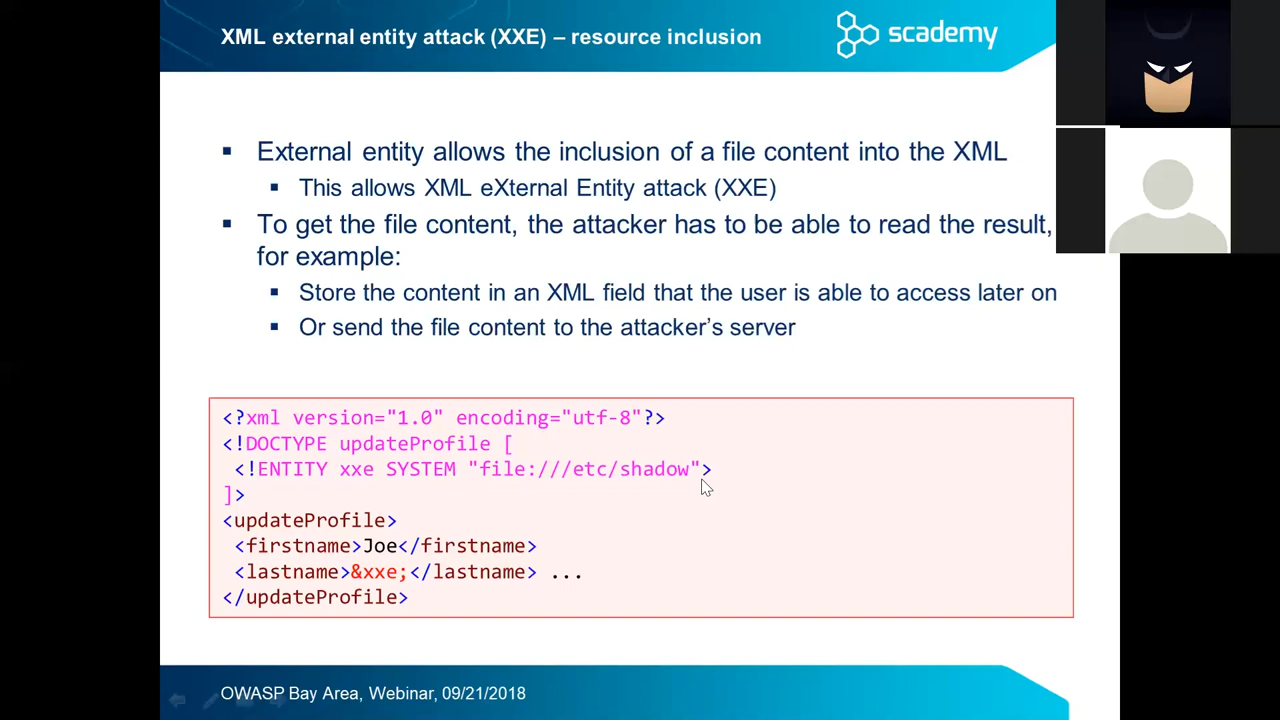 XML external entity attack (XXE) – resource inclusion
scademy
▪ External entity allows the inclusion of a file content into the XML
▪ This allows XML eXternal Entity attack (XXE)
▪ To get the file content, the attacker has to be able to read the result,
for example:
▪ Store the content in an XML field that the user is able to access later on
▪ Or send the file content to the attacker’s server
<?xml version="1.0" encoding="utf-8"?>
<!DOCTYPE updateProfile [
<!ENTITY xxe SYSTEM "file:///etc/shadow">
]>
<updateProfile>
<firstname>Joe</firstname>
<lastname>&xxe;</lastname> ...
</updateProfile>
OWASP Bay Area, Webinar, 09/21/2018